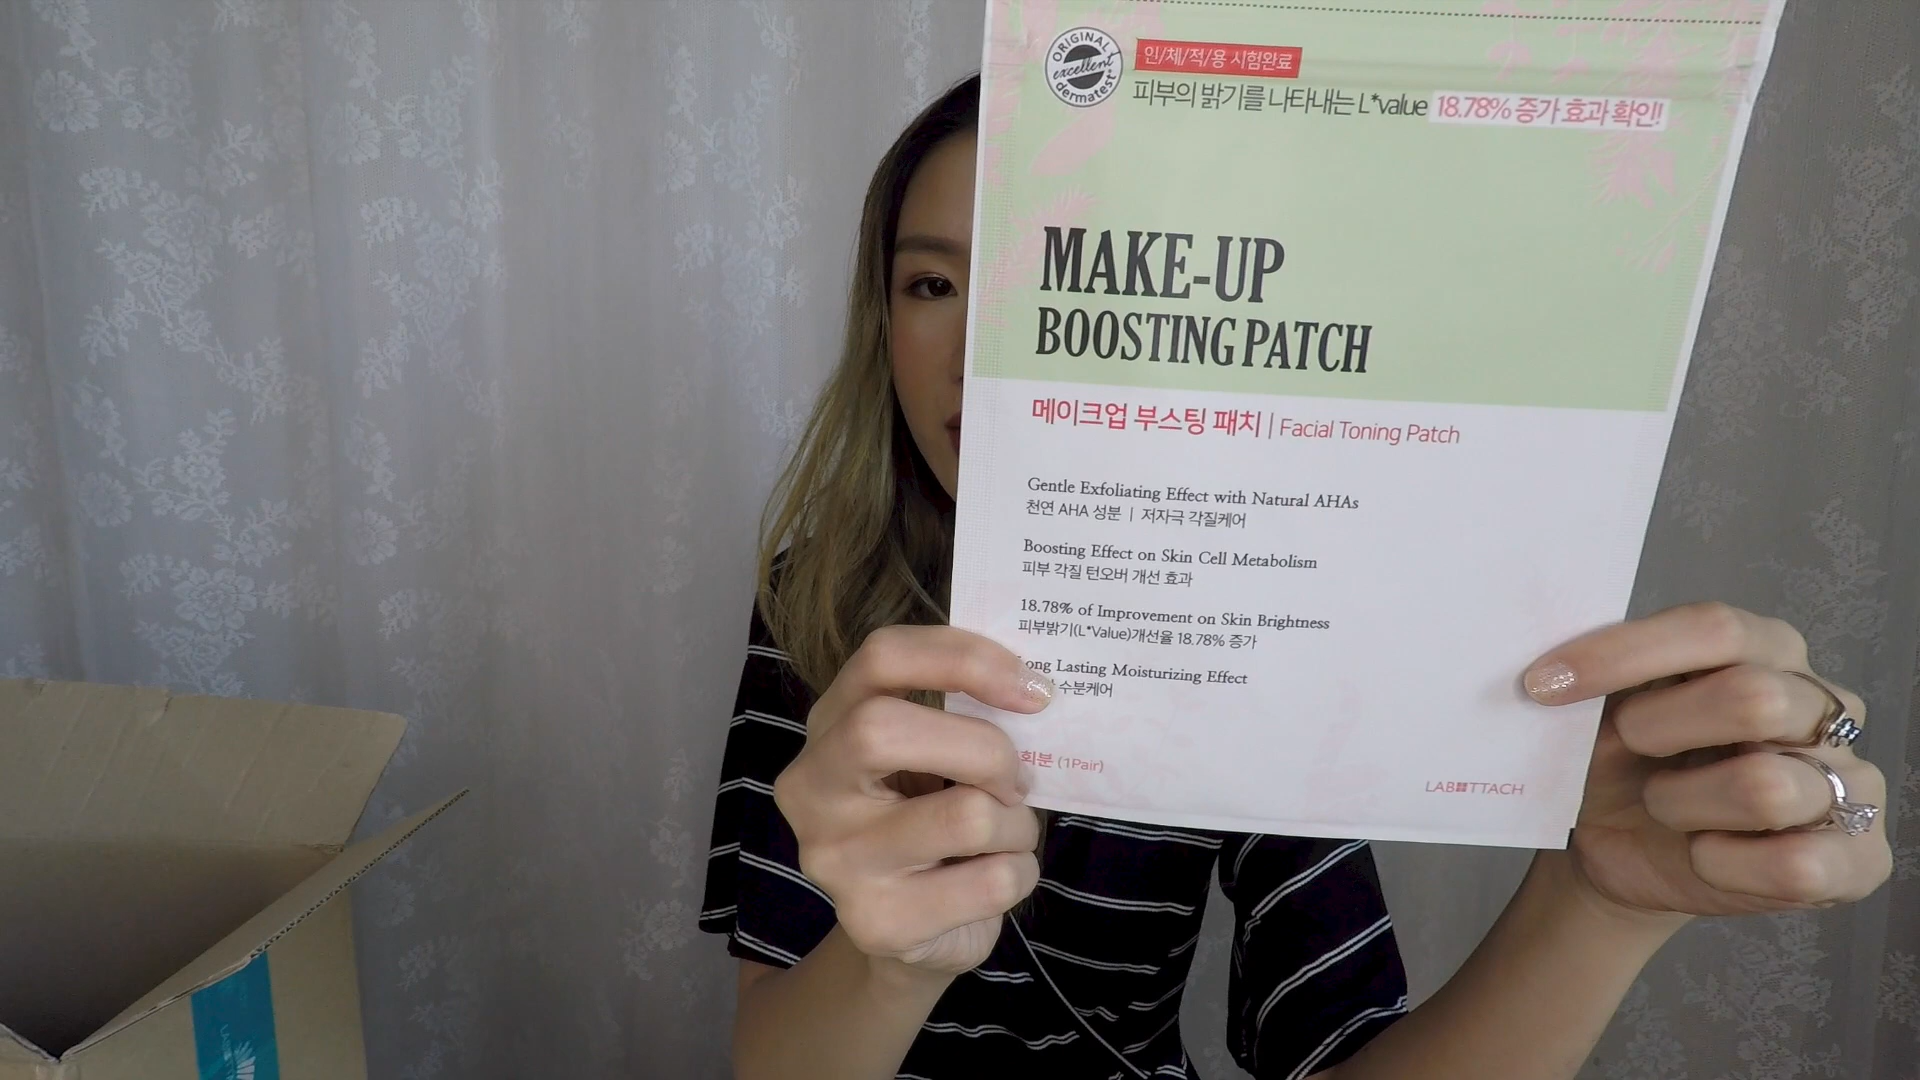 ORIGINAL
excellent
dermatest
인/체/적/용 시험완료
피부의 밝기를 나타내는 L*value 18.78% 증가 효과 확인!
MAKE-UP
BOOSTING PATCH
메이크업 부스팅 패치 | Facial Toning Patch
Gentle Exfoliating Effect with Natural AHAs
천연 AHA 성분 | 저자극 각질케어
Boosting Effect on Skin Cell Metabolism
피부 각질 턴오버 개선 효과
18.78% of Improvement on Skin Brightness
피부밝기(L*Value)개선율 18.78% 증가
Long Lasting Moisturizing Effect
수분케어
회분 (1Pair)
LAB TTACH